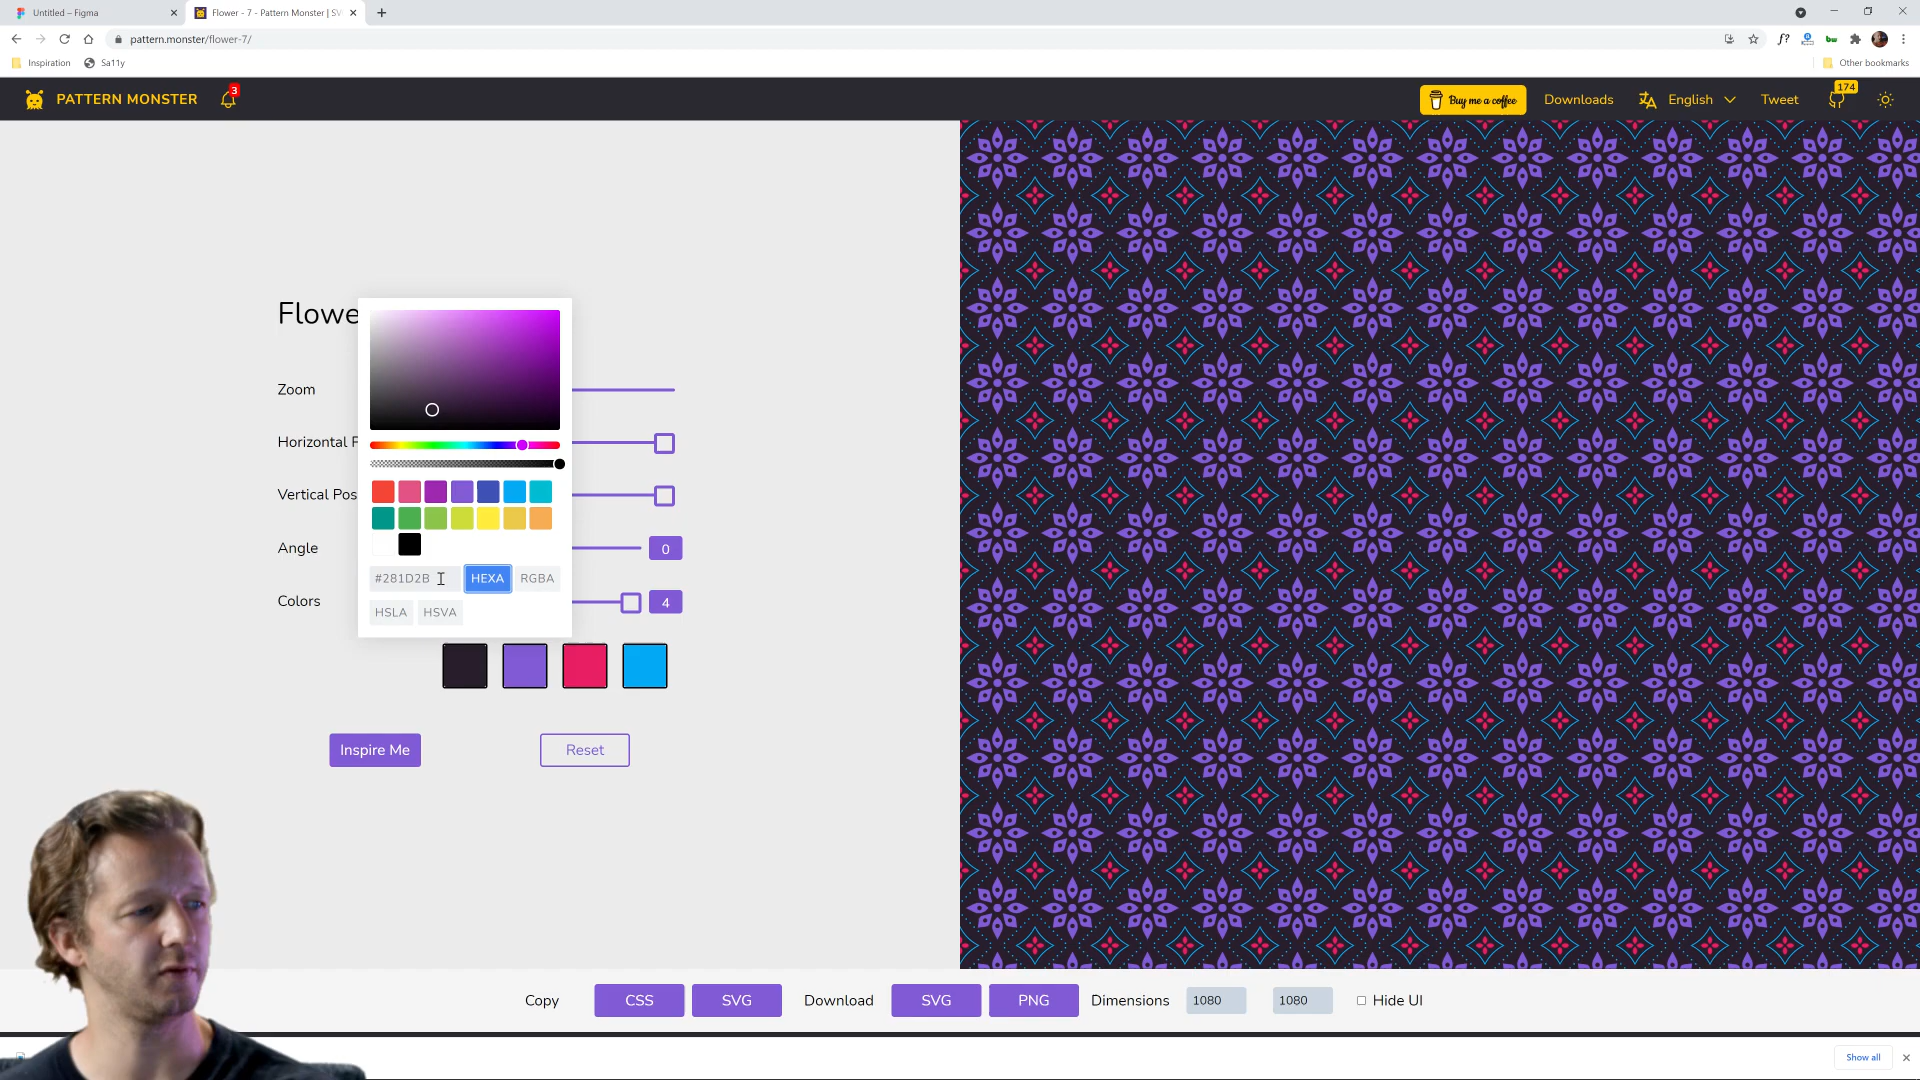 Untitled – Figma
Flower - 7 - Pattern Monster | SV
pattern.monster/flower-7/
f?
Inspiration
Sa11y
Other bookmarks
PATTERN MONSTER
3
Buy me a coffee
Downloads
English
Tweet
174
Flowe
Zoom
Horizontal P
Vertical Pos
Angle
0
#281D2B
HEXA
RGBA
Colors
4
HSLA
HSVA
Inspire Me
Reset
Copy
CSS
SVG
Download
SVG
PNG
Dimensions
1080
1080
Hide UI
Show all